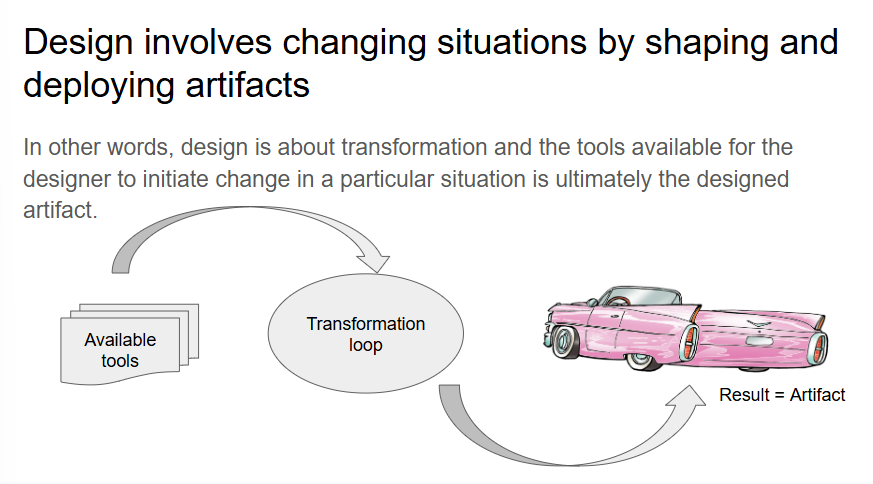 Design involves changing situations by shaping and
deploying artifacts
In other words, design is about transformation and the tools available for the
designer to initiate change in a particular situation is ultimately the designed
artifact.
Available
tools
Transformation
loop
Result = Artifact